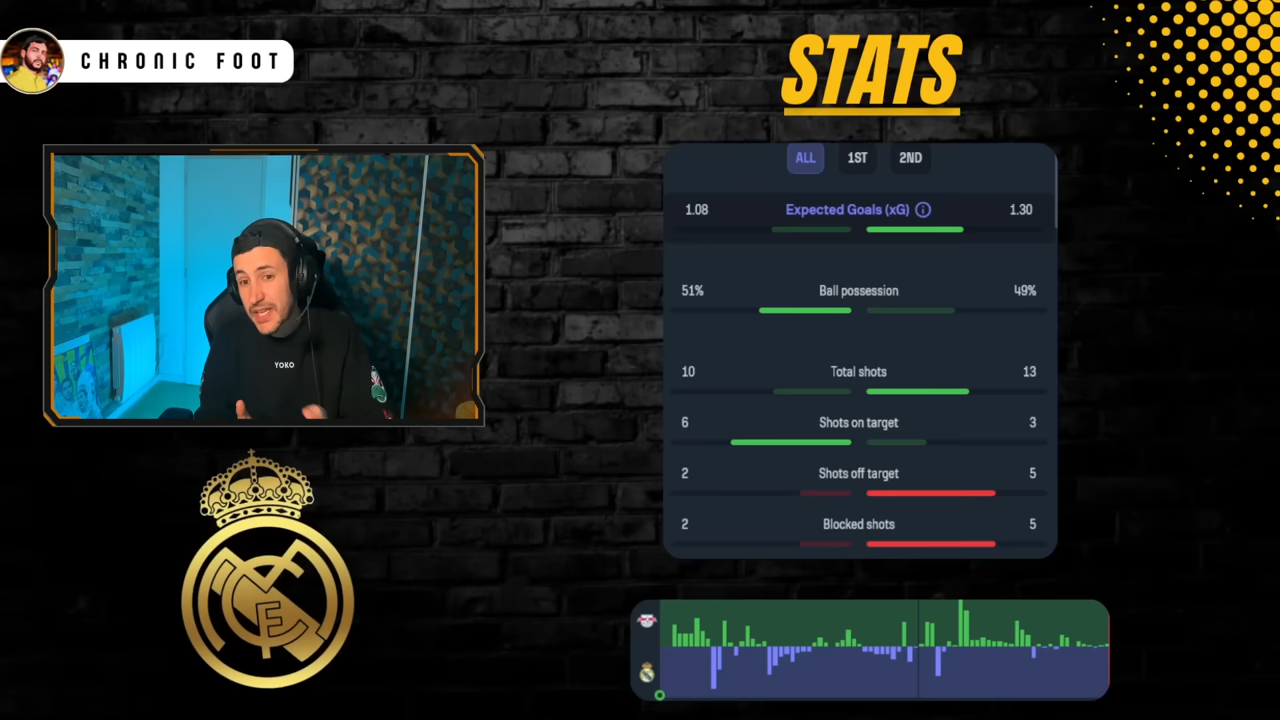 CHRONIC FOOT
STATS
ALL 1ST 2ND
1.08 Expected Goals (xG) 1.30
51% Ball possession 49%
10 Total shots 13
6 Shots on target 3
2 Shots off target 5
2 Blocked shots 5
YOKO